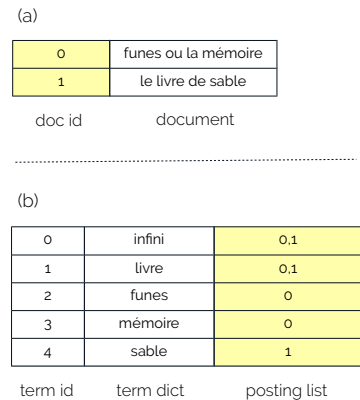 (a)
0 funes ou la mémoire
1 le livre de sable
doc id document
(b)
0 infini 0,1
1 livre 0,1
2 funes 0
3 mémoire 0
4 sable 1
term id term dict posting list